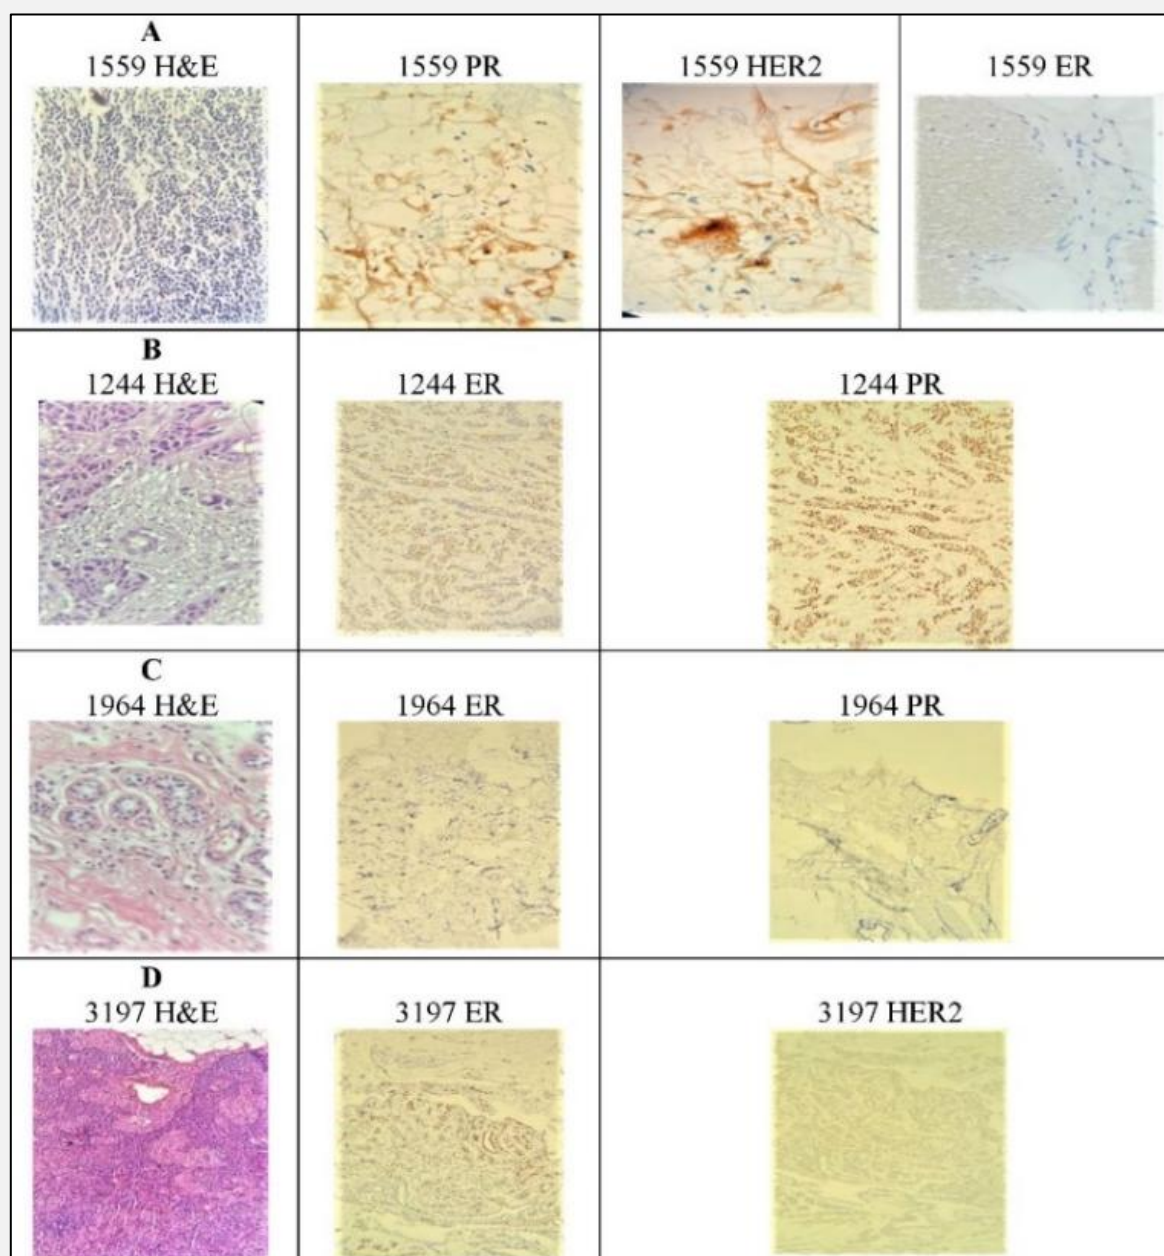 A
1559 H&E
1559 PR
1559 HER2
1559 ER
B
1244 H&E
1244 ER
1244 PR
C
1964 H&E
1964 ER
1964 PR
D
3197 H&E
3197 ER
3197 HER2